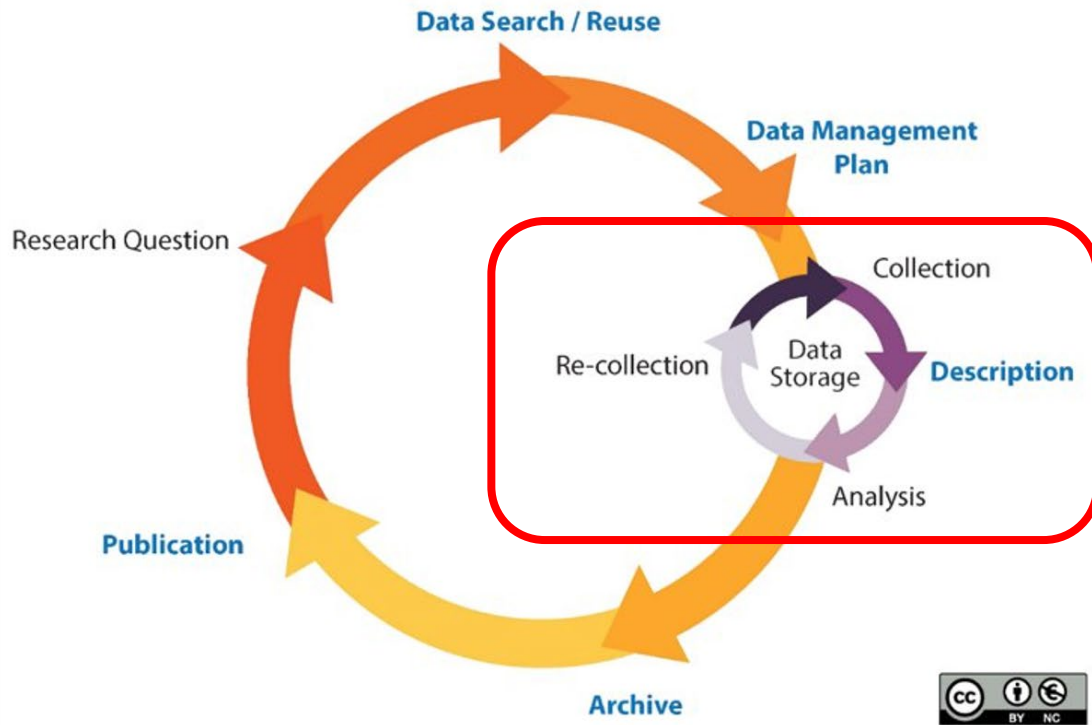 Data Search / Reuse
Data Management
Plan
Research Question
Collection
Re-collection
Data
Storage
Description
Analysis
Publication
Archive
cc
BY NC